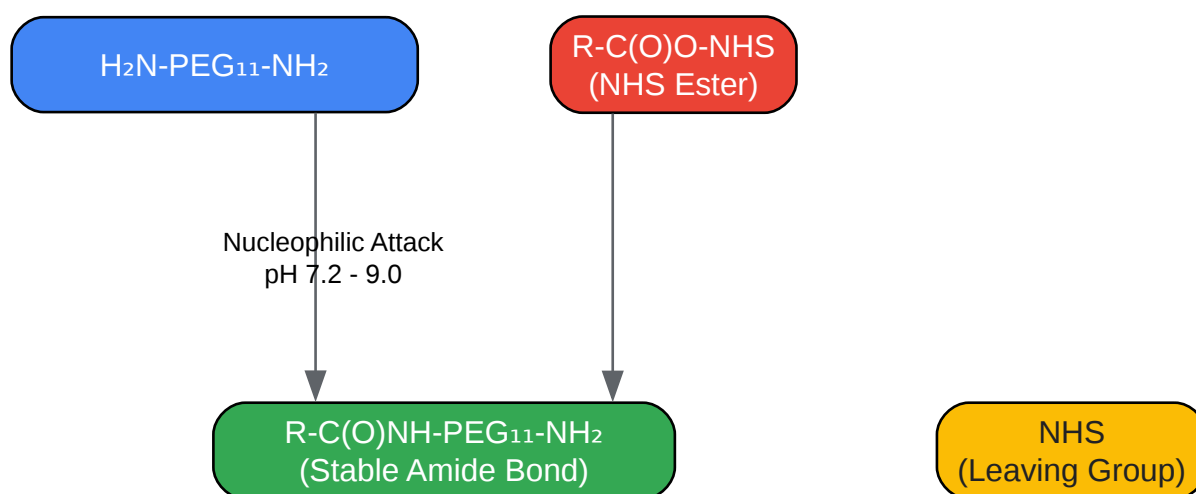 H₂N-PEG₁₁-NH₂
R-C(O)O-NHS
(NHS Ester)
Nucleophilic Attack
pH 7.2 - 9.0
R-C(O)NH-PEG₁₁-NH₂
(Stable Amide Bond)
NHS
(Leaving Group)